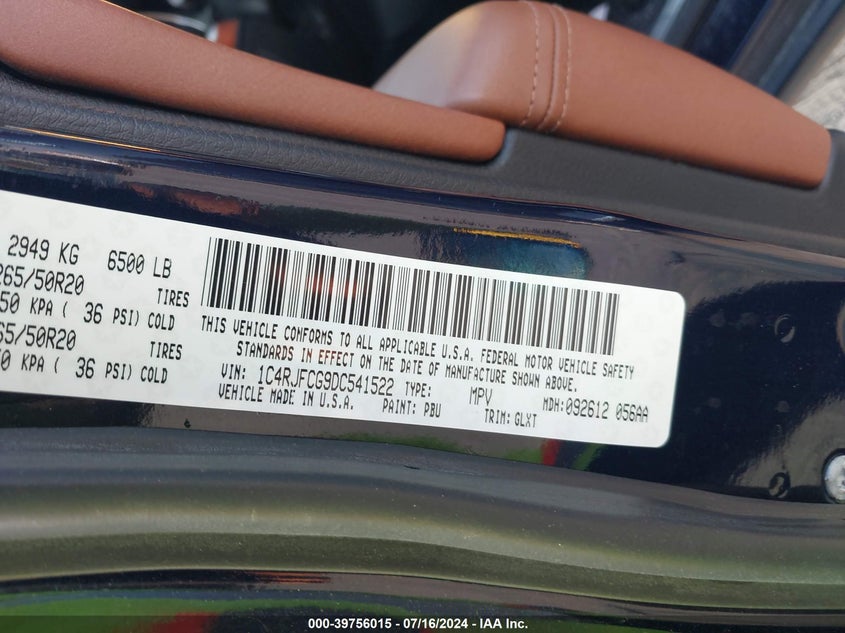 2949 KG 6500 LB
265/50R20 TIRES
50 KPA ( 36 PSI) COLD
65/50R20 TIRES
0 KPA ( 36 PSI) COLD
THIS VEHICLE CONFORMS TO ALL APPLICABLE U.S.A. FEDERAL MOTOR VEHICLE SAFETY
STANDARDS IN EFFECT ON THE DATE OF MANUFACTURE SHOWN ABOVE.
VIN: 1C4RJFCG9DC541522 TYPE: MPV MDH:092612 056AA
VEHICLE MADE IN U.S.A. PAINT: PBU TRIM: GLXT
000-39756015 - 07/16/2024 - IAA Inc.